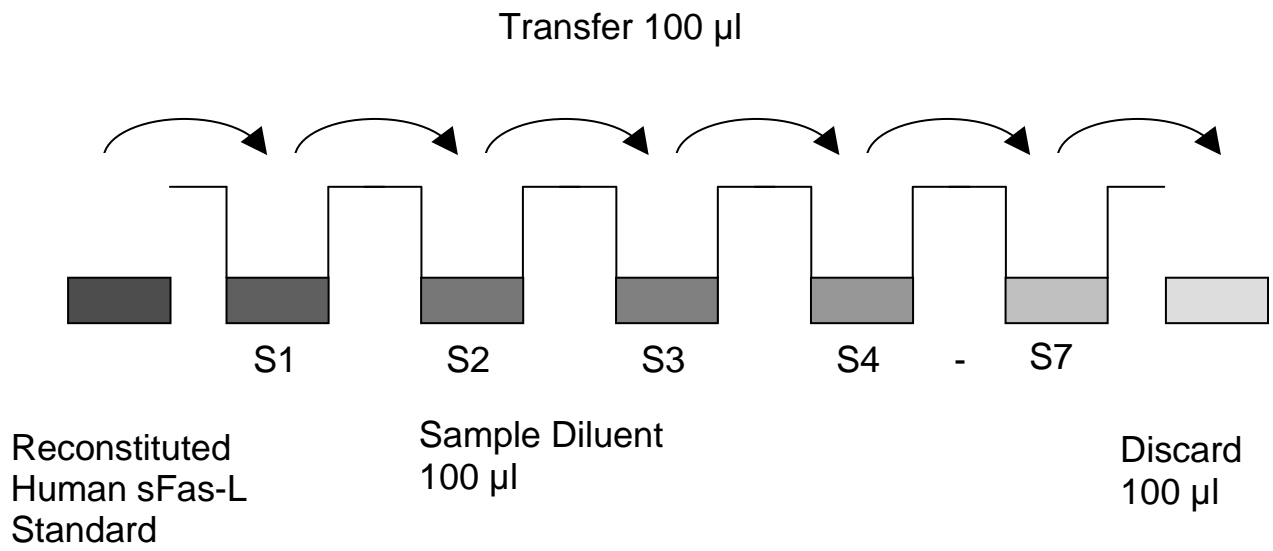 Transfer 100 µl
S1 S2 S3 S4 - S7
Reconstituted
Human sFas-L
Standard
Sample Diluent
100 µl
Discard
100 µl